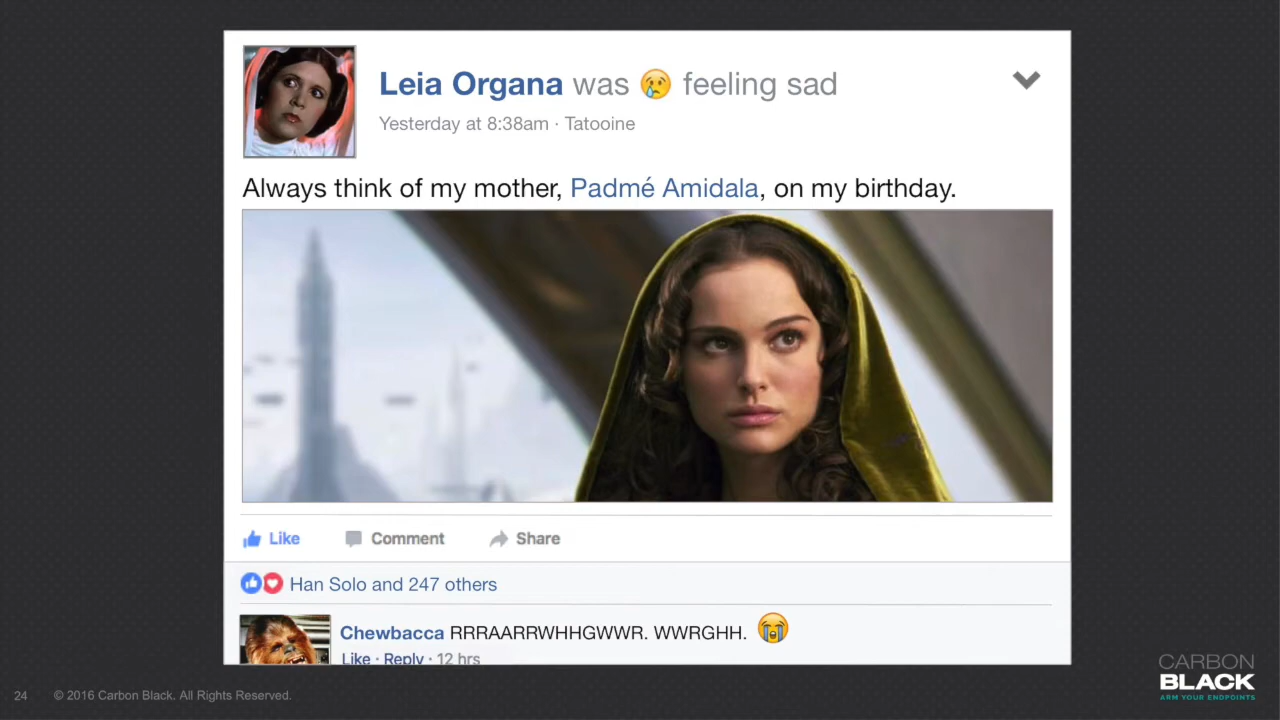 Leia Organa was 😢 feeling sad
Yesterday at 8:38am · Tatooine
Always think of my mother, Padmé Amidala, on my birthday.
Like Comment Share
Han Solo and 247 others
Chewbacca RRRAARRWHHGWWR. WWRGHH. 😭
Like · Reply · 12 hrs
CARBON
BLACK
ARM YOUR ENDPOINTS
24 © 2016 Carbon Black. All Rights Reserved.